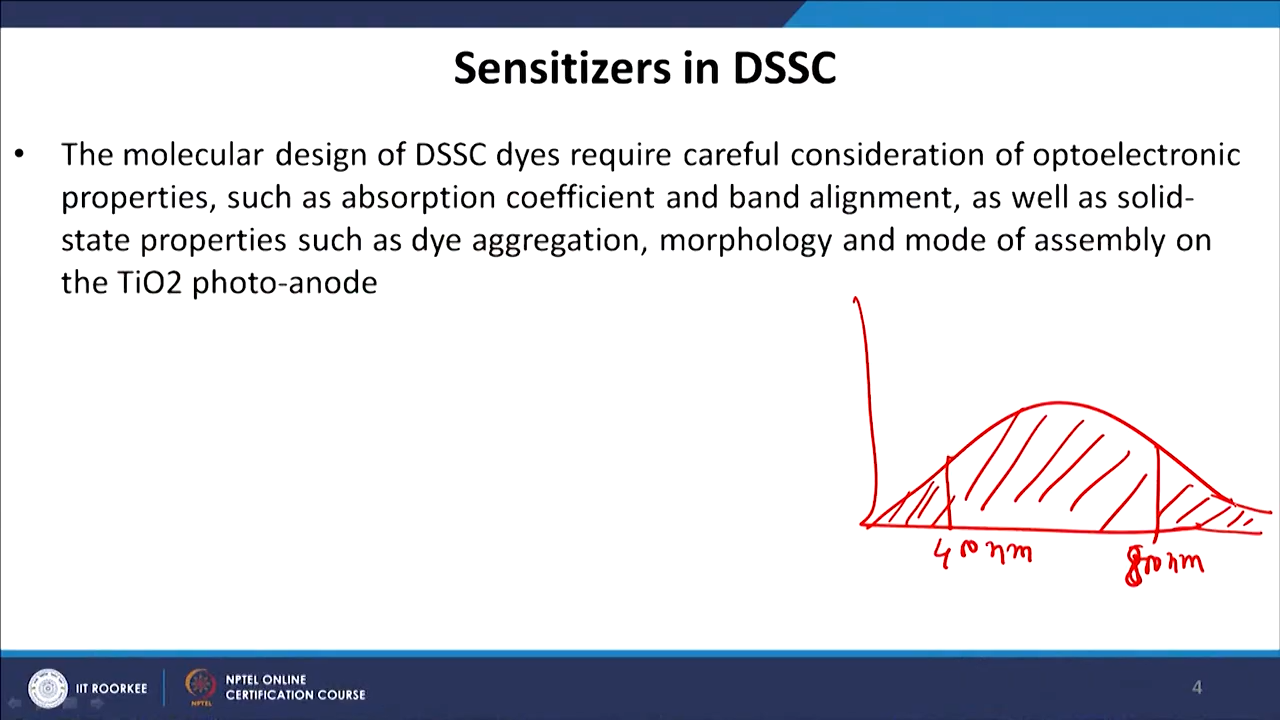 Sensitizers in DSSC
• The molecular design of DSSC dyes require careful consideration of optoelectronic
properties, such as absorption coefficient and band alignment, as well as solid-
state properties such as dye aggregation, morphology and mode of assembly on
the TiO2 photo-anode
400 nm
800 nm
IIT ROORKEE
NPTEL
NPTEL ONLINE
CERTIFICATION COURSE
4